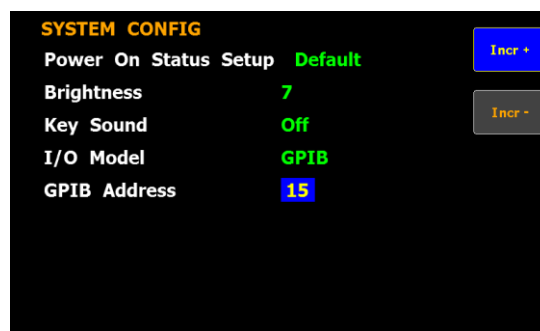 SYSTEM CONFIG
Power On Status Setup Default
Brightness 7
Key Sound Off
I/O Model GPIB
GPIB Address 15
Incr +
Incr -